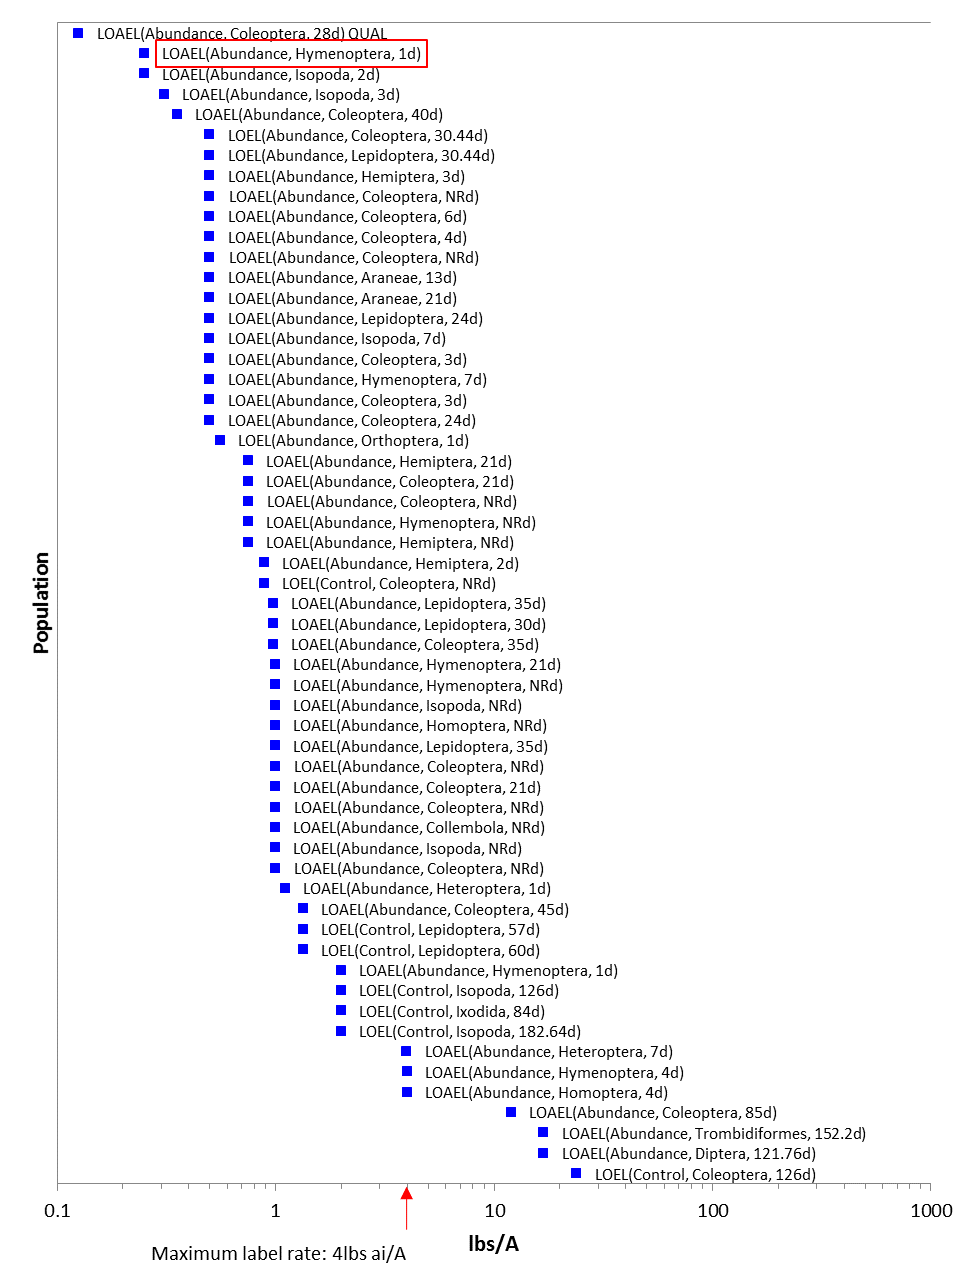 LOAEL(Abundance, Coleoptera, 28d) QUAL
LOAEL(Abundance, Hymenoptera, 1d)
LOAEL(Abundance, Isopoda, 2d)
LOAEL(Abundance, Isopoda, 3d)
LOAEL(Abundance, Coleoptera, 40d)
LOEL(Abundance, Coleoptera, 30.44d)
LOEL(Abundance, Lepidoptera, 30.44d)
LOAEL(Abundance, Hemiptera, 3d)
LOAEL(Abundance, Coleoptera, NRd)
LOAEL(Abundance, Coleoptera, 6d)
LOAEL(Abundance, Coleoptera, 4d)
LOAEL(Abundance, Coleoptera, NRd)
LOAEL(Abundance, Araneae, 13d)
LOAEL(Abundance, Araneae, 21d)
LOAEL(Abundance, Lepidoptera, 24d)
LOAEL(Abundance, Isopoda, 7d)
LOAEL(Abundance, Coleoptera, 3d)
LOAEL(Abundance, Hymenoptera, 7d)
LOAEL(Abundance, Coleoptera, 3d)
LOAEL(Abundance, Coleoptera, 24d)
LOEL(Abundance, Orthoptera, 1d)
LOAEL(Abundance, Hemiptera, 21d)
LOAEL(Abundance, Coleoptera, 21d)
LOAEL(Abundance, Coleoptera, NRd)
LOAEL(Abundance, Hymenoptera, NRd)
LOAEL(Abundance, Hemiptera, NRd)
LOAEL(Abundance, Hemiptera, 2d)
LOEL(Control, Coleoptera, NRd)
LOAEL(Abundance, Lepidoptera, 35d)
LOAEL(Abundance, Lepidoptera, 30d)
LOAEL(Abundance, Coleoptera, 35d)
LOAEL(Abundance, Hymenoptera, 21d)
LOAEL(Abundance, Hymenoptera, NRd)
LOAEL(Abundance, Isopoda, NRd)
LOAEL(Abundance, Homoptera, NRd)
LOAEL(Abundance, Lepidoptera, 35d)
LOAEL(Abundance, Coleoptera, NRd)
LOAEL(Abundance, Coleoptera, 21d)
LOAEL(Abundance, Coleoptera, NRd)
LOAEL(Abundance, Collembola, NRd)
LOAEL(Abundance, Isopoda, NRd)
LOAEL(Abundance, Coleoptera, NRd)
LOAEL(Abundance, Heteroptera, 1d)
LOAEL(Abundance, Coleoptera, 45d)
LOEL(Control, Lepidoptera, 57d)
LOEL(Control, Lepidoptera, 60d)
LOAEL(Abundance, Hymenoptera, 1d)
LOEL(Control, Isopoda, 126d)
LOEL(Control, Ixodida, 84d)
LOEL(Control, Isopoda, 182.64d)
LOAEL(Abundance, Heteroptera, 7d)
LOAEL(Abundance, Hymenoptera, 4d)
LOAEL(Abundance, Homoptera, 4d)
LOAEL(Abundance, Coleoptera, 85d)
LOAEL(Abundance, Trombidiformes, 152.2d)
LOAEL(Abundance, Diptera, 121.76d)
LOEL(Control, Coleoptera, 126d)
Population
0.1 1 10 100 1000
lbs/A
Maximum label rate: 4lbs ai/A